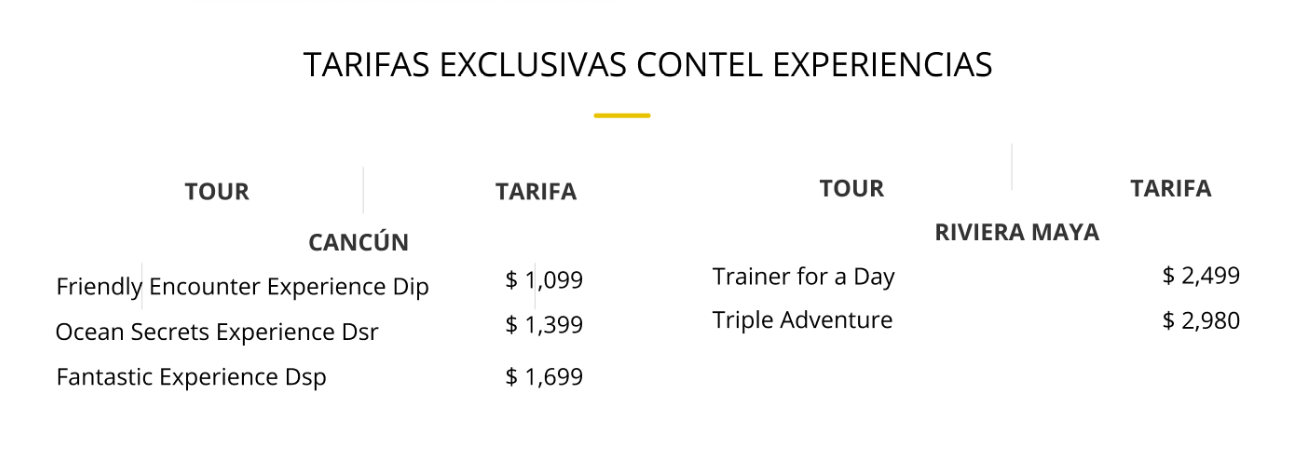 TARIFAS EXCLUSIVAS CONTEL EXPERIENCIAS
TOUR TARIFA
CANCÚN
Friendly Encounter Experience Dip $ 1,099
Ocean Secrets Experience Dsr $ 1,399
Fantastic Experience Dsp $ 1,699
TOUR TARIFA
RIVIERA MAYA
Trainer for a Day $ 2,499
Triple Adventure $ 2,980